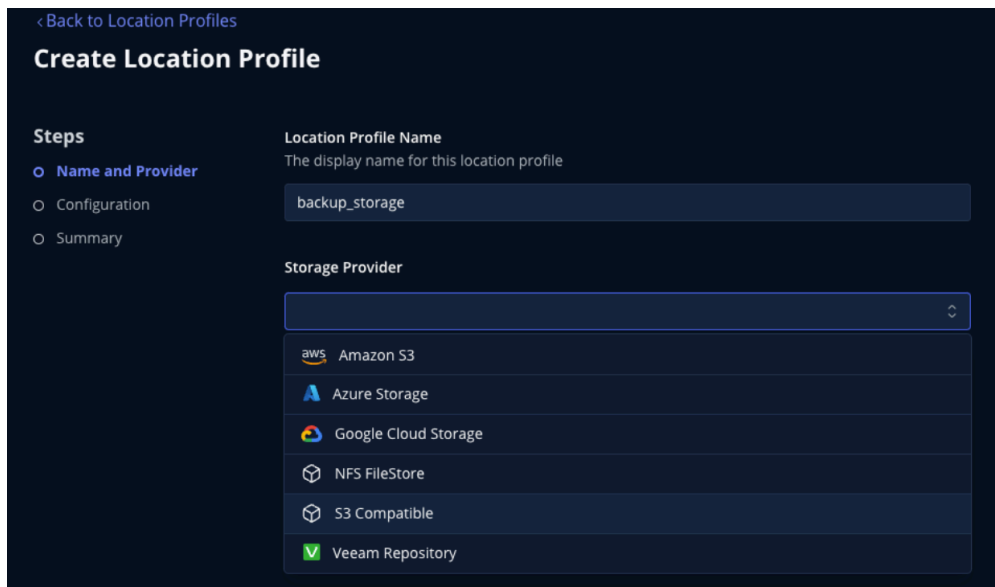 ‹ Back to Location Profiles
Create Location Profile
Steps
Name and Provider
Configuration
Summary
Location Profile Name
The display name for this location profile
backup_storage
Storage Provider
aws Amazon S3
Azure Storage
Google Cloud Storage
NFS FileStore
S3 Compatible
V Veeam Repository